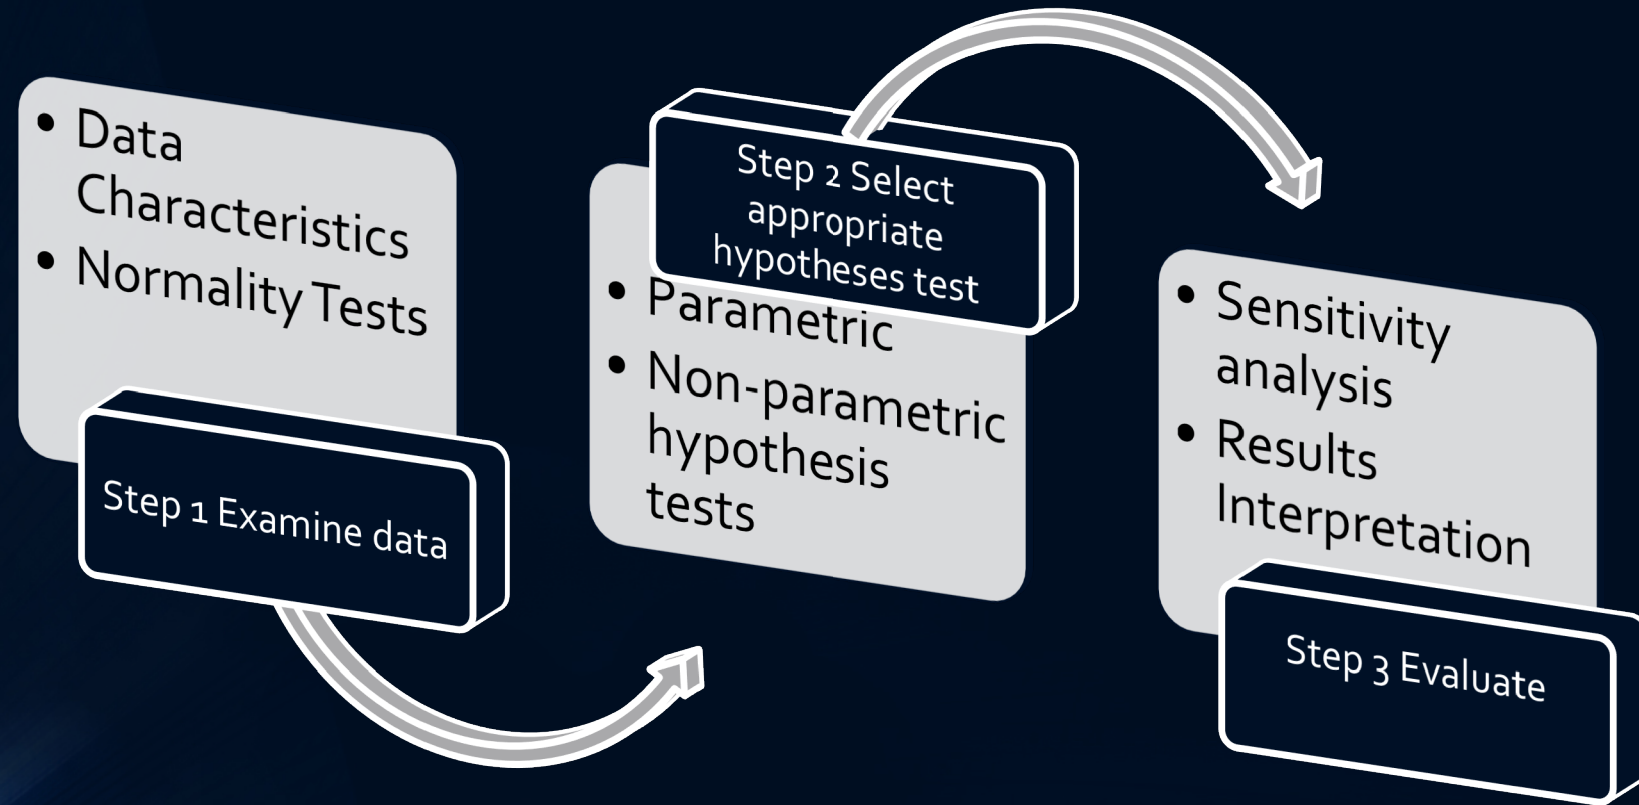 • Data
Characteristics
• Normality Tests
Step 1 Examine data
Step 2 Select
appropriate
hypotheses test
• Parametric
• Non-parametric
hypothesis
tests
• Sensitivity
analysis
• Results
Interpretation
Step 3 Evaluate